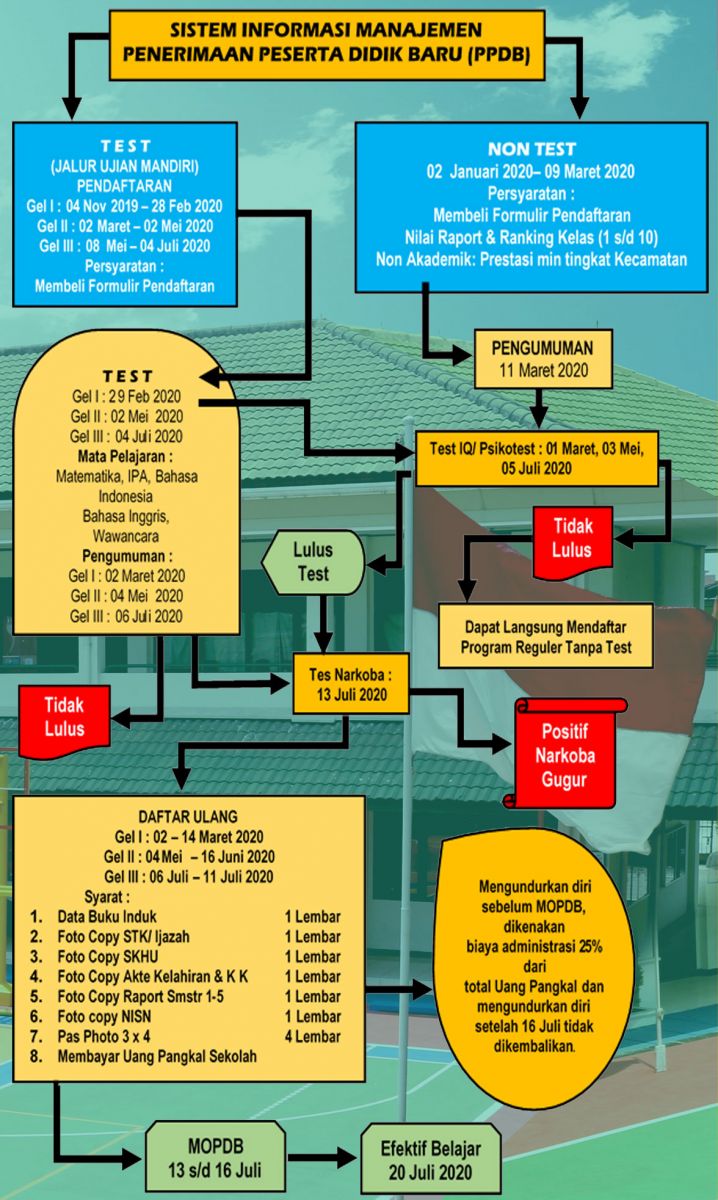 SISTEM INFORMASI MANAJEMEN
PENERIMAAN PESERTA DIDIK BARU (PPDB)
TEST
(JALUR UJIAN MANDIRI)
PENDAFTARAN
Gel I : 04 Nov 2019 – 28 Feb 2020
Gel II : 02 Maret – 02 Mei 2020
Gel III : 08 Mei – 04 Juli 2020
Persyaratan :
Membeli Formulir Pendaftaran
NON TEST
02 Januari 2020– 09 Maret 2020
Persyaratan :
Membeli Formulir Pendaftaran
Nilai Raport & Ranking Kelas (1 s/d 10)
Non Akademik: Prestasi min tingkat Kecamatan
PENGUMUMAN
11 Maret 2020
TEST
Gel I : 29 Feb 2020
Gel II : 02 Mei 2020
Gel III : 04 Juli 2020
Mata Pelajaran :
Matematika, IPA, Bahasa
Indonesia
Bahasa Inggris,
Wawancara
Pengumuman :
Gel I : 02 Maret 2020
Gel II : 04 Mei 2020
Gel III : 06 Juli 2020
Test IQ/ Psikotest : 01 Maret, 03 Mei,
05 Juli 2020
Lulus
Test
Tidak
Lulus
Dapat Langsung Mendaftar
Program Reguler Tanpa Test
Tes Narkoba :
13 Juli 2020
Tidak
Lulus
Positif
Narkoba
Gugur
DAFTAR ULANG
Gel I : 02 – 14 Maret 2020
Gel II : 04 Mei – 16 Juni 2020
Gel III : 06 Juli – 11 Juli 2020
Syarat :
1. Data Buku Induk 1 Lembar
2. Foto Copy STK/ Ijazah 1 Lembar
3. Foto Copy SKHU 1 Lembar
4. Foto Copy Akte Kelahiran & K K 1 Lembar
5. Foto Copy Raport Smstr 1-5 1 Lembar
6. Foto copy NISN 1 Lembar
7. Pas Photo 3 x 4 4 Lembar
8. Membayar Uang Pangkal Sekolah
Mengundurkan diri
sebelum MOPDB,
dikenakan
biaya administrasi 25%
dari
total Uang Pangkal dan
mengundurkan diri
setelah 16 Juli tidak
dikembalikan.
MOPDB
13 s/d 16 Juli
Efektif Belajar
20 Juli 2020